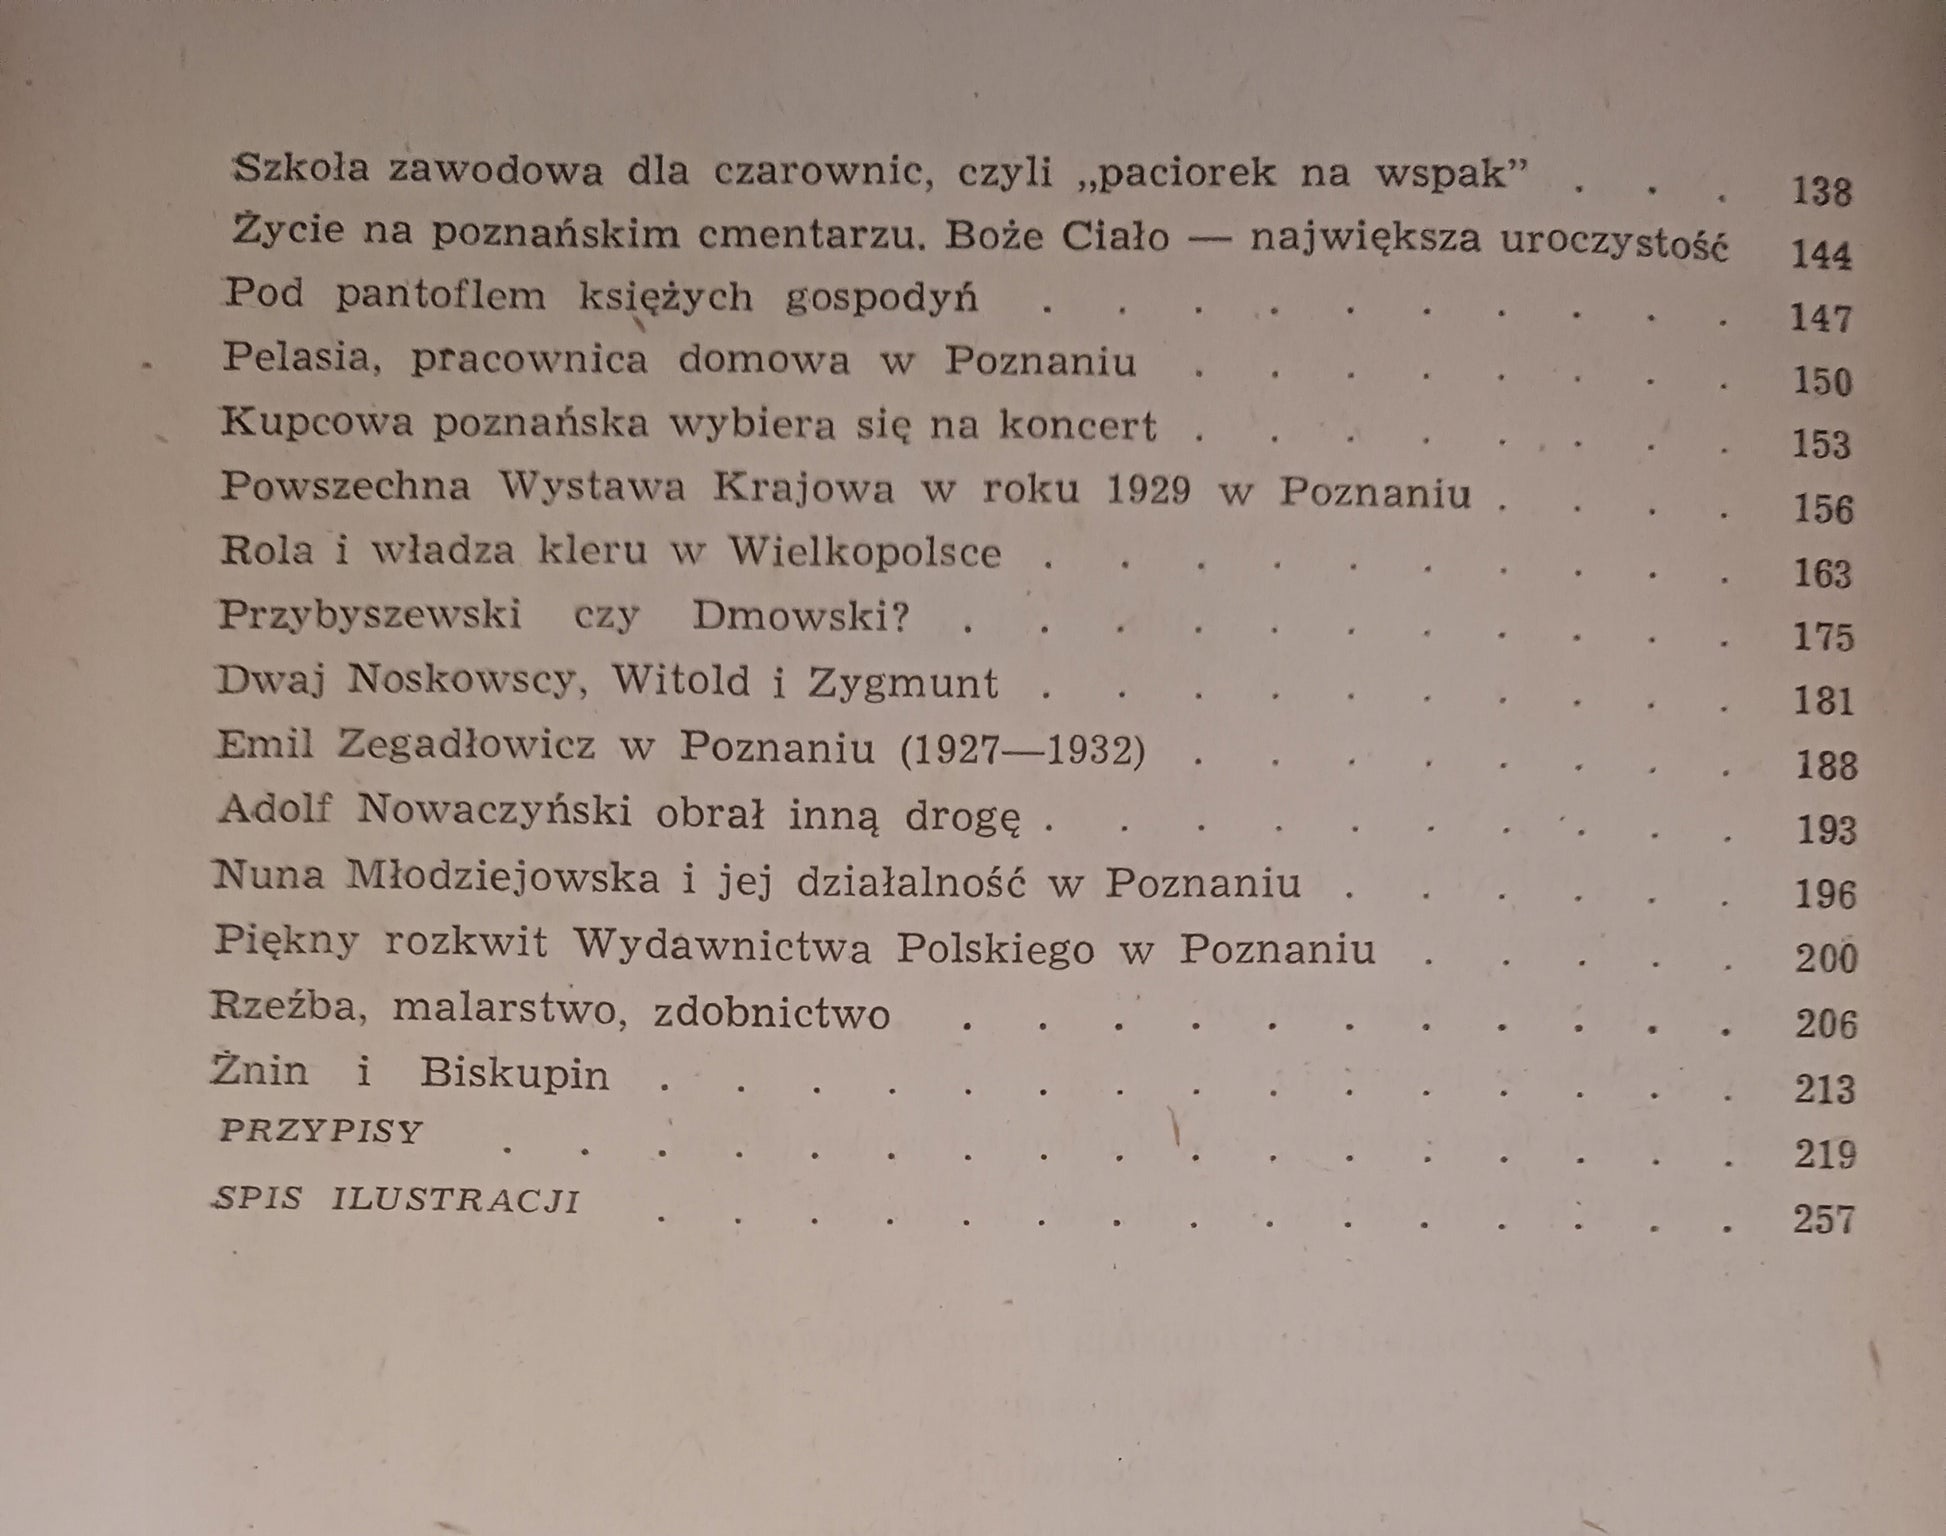 Szkoła zawodowa dla czarownic, czyli „paciorek na wspak” . . . 138
Życie na poznańskim cmentarzu. Boże Ciało — największa uroczystość 144
Pod pantoflem księżych gospodyń . . . . . . . . . . 147
Pelasia, pracownica domowa w Poznaniu . . . . . . . . 150
Kupcowa poznańska wybiera się na koncert . . . . . . . . 153
Powszechna Wystawa Krajowa w roku 1929 w Poznaniu . . . . 156
Rola i władza kleru w Wielkopolsce . . . . . . . . . . 163
Przybyszewski czy Dmowski? . . . . . . . . . . . 175
Dwaj Noskowscy, Witold i Zygmunt . . . . . . . . . . 181
Emil Zegadłowicz w Poznaniu (1927—1932) . . . . . . . . 188
Adolf Nowaczyński obrał inną drogę . . . . . . . . . . 193
Nuna Młodziejowska i jej działalność w Poznaniu . . . . . . 196
Piękny rozkwit Wydawnictwa Polskiego w Poznaniu . . . . . 200
Rzeźba, malarstwo, zdobnictwo . . . . . . . . . . . 206
Żnin i Biskupin . . . . . . . . . . . . . . . 213
PRZYPISY . . . . . . . . . . . . . . . . . 219
SPIS ILUSTRACJI . . . . . . . . . . . . . . . 257